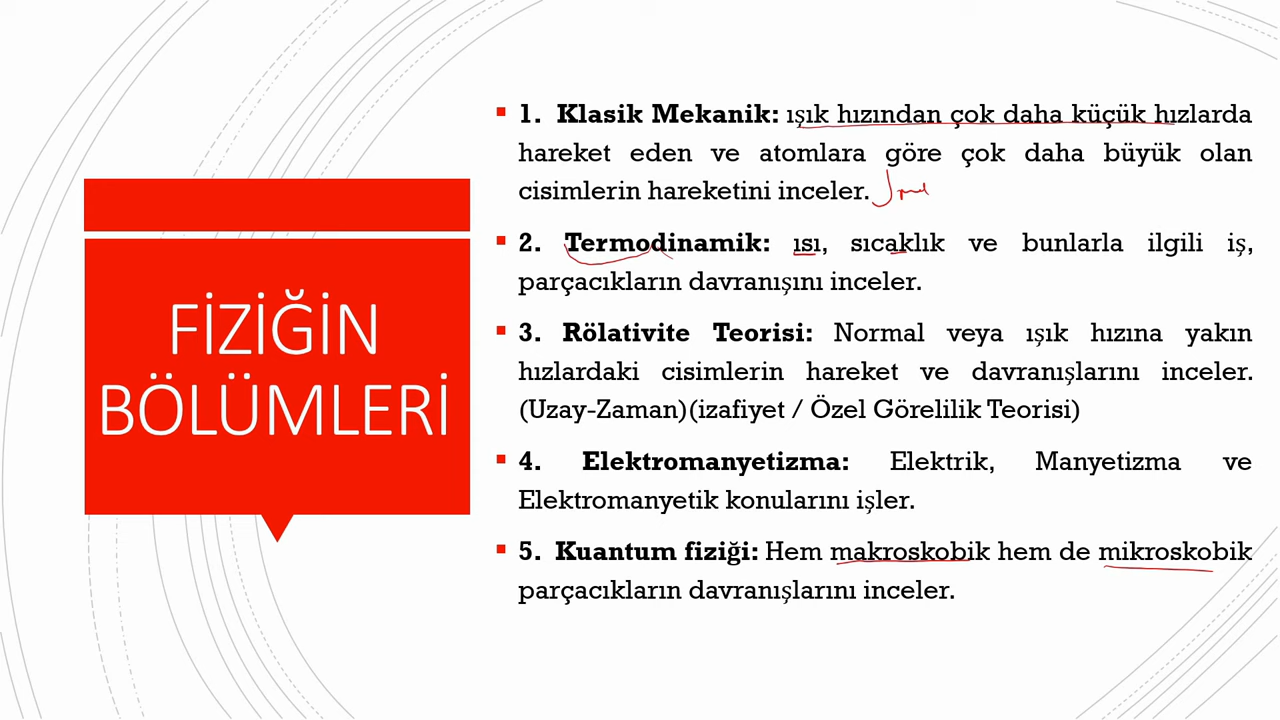 FİZİĞİN
BÖLÜMLERİ
1. Klasik Mekanik: ışık hızından çok daha küçük hızlarda
hareket eden ve atomlara göre çok daha büyük olan
cisimlerin hareketini inceler.
2. Termodinamik: ısı, sıcaklık ve bunlarla ilgili iş,
parçacıkların davranışını inceler.
3. Rölativite Teorisi: Normal veya ışık hızına yakın
hızlardaki cisimlerin hareket ve davranışlarını inceler.
(Uzay-Zaman)(izafiyet / Özel Görelilik Teorisi)
4. Elektromanyetizma: Elektrik, Manyetizma ve
Elektromanyetik konularını işler.
5. Kuantum fiziği: Hem makroskobik hem de mikroskobik
parçacıkların davranışlarını inceler.